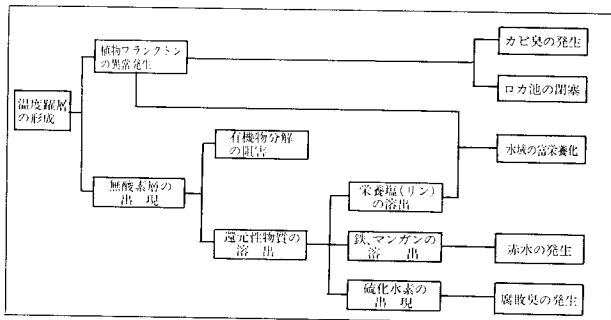 カビ臭の発生
植物プランクトン
の異常発生
ロカ池の閉塞
温度躍層
の形成
有機物分解
の阻害
水域の富栄養化
無酸素層の
出現
栄養塩(リン)
の溶出
還元性物質の
溶出
鉄、マンガンの
溶出
赤水の発生
硫化水素の
出現
腐敗臭の発生